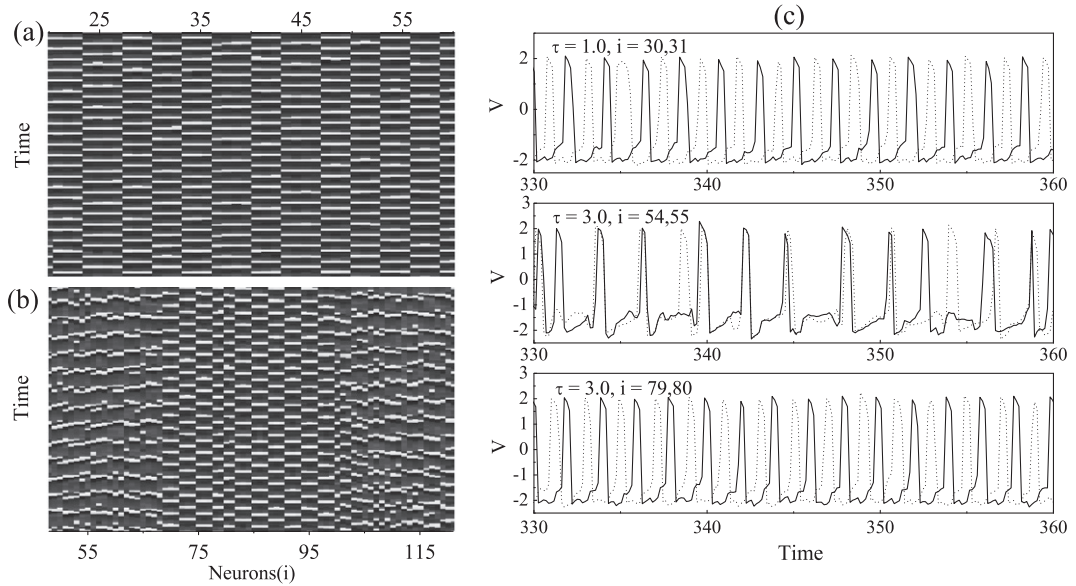 (a)
25 35 45 55
Time
(b)
Time
55 75 95 115
Neurons(i)
(c)
τ = 1.0, i = 30,31
V
2
0
-2
330 340 350 360
τ = 3.0, i = 54,55
V
3
2
1
0
-1
-2
330 340 350 360
τ = 3.0, i = 79,80
V
3
2
1
0
-1
-2
330 340 350 360
Time